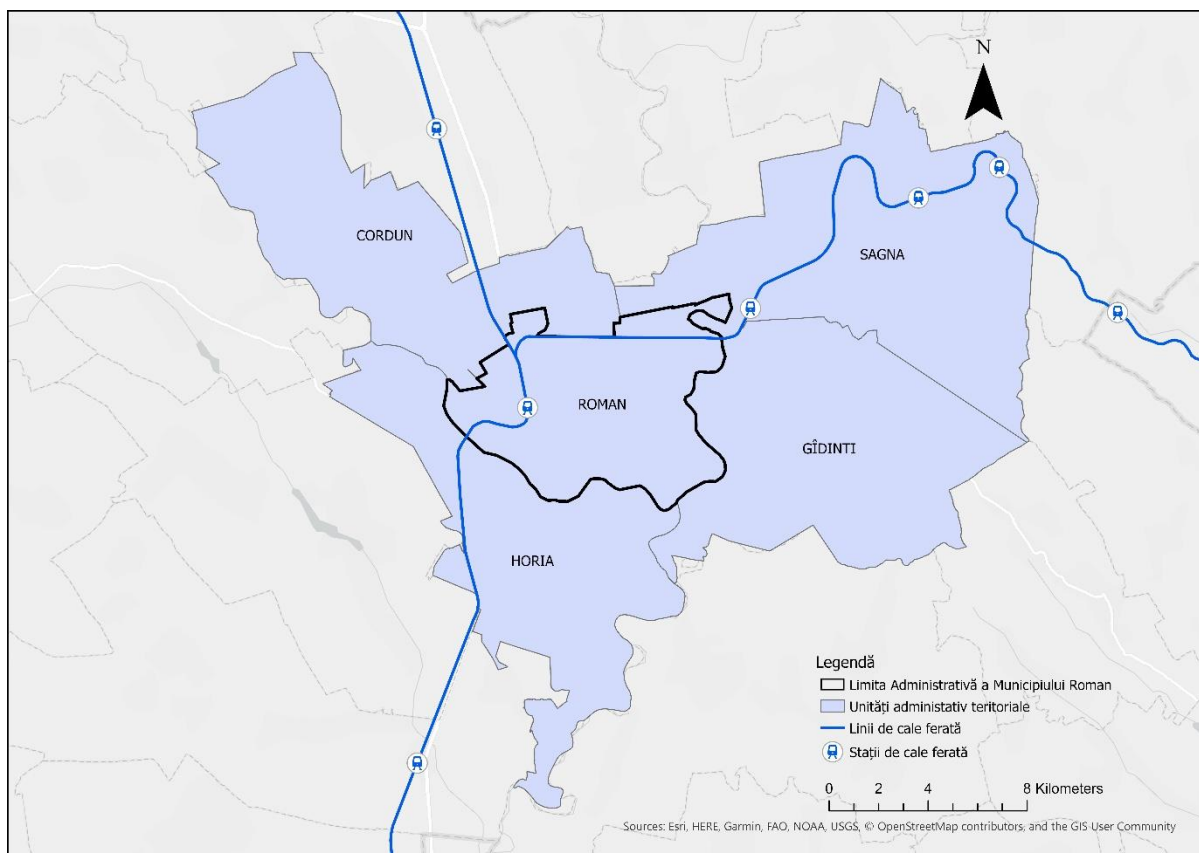 N
CORDUN
SAGNA
ROMAN
GÎDINTI
HORIA
Legendă
Limita Administrativă a Municipiului Roman
Unități administativ teritoriale
Linii de cale ferată
Stații de cale ferată
0 2 4 8 Kilometers
Sources: Esri, HERE, Garmin, FAO, NOAA, USGS, © OpenStreetMap contributors, and the GIS User Community